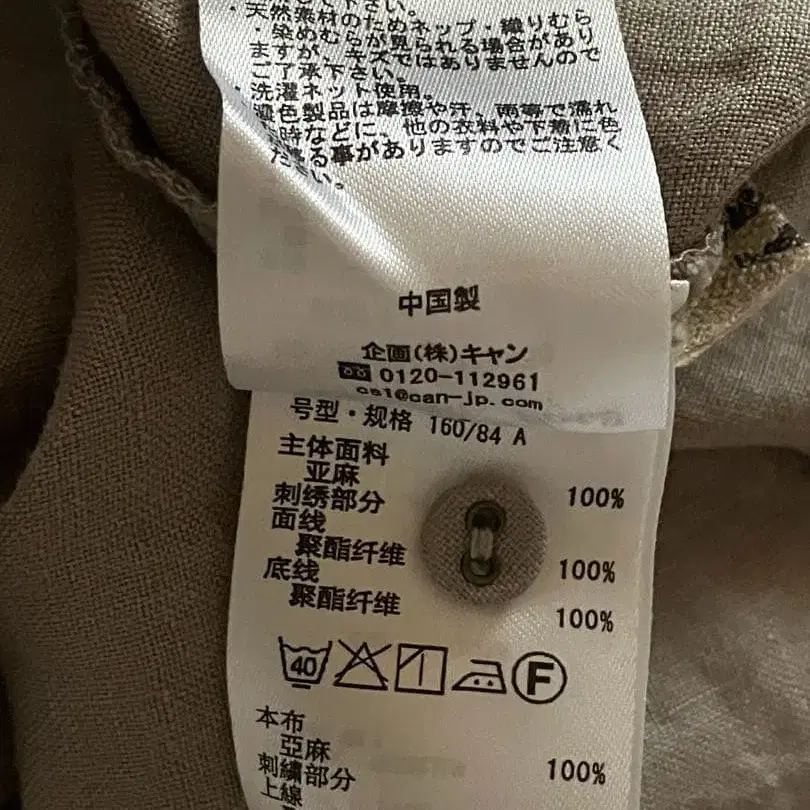 して下さい。
・天然素材のためネップ・織りむら
・染めむらが見られる場合があり
ますが、キズではありませんので
ご了承下さい。
・洗濯ネット使用。
濃色製品は摩擦や汗、雨等で濡れ
た時などに、他の衣料や下着に色
移る事がありますのでご注意く
さい。
中国製
企画(株)キャン
0120-112961
cs1@can-jp.com
号型・规格 160/84 A
主体面料
亚麻 100%
刺绣部分
面线
聚酯纤维 100%
底线
聚酯纤维 100%
40 F
本布
亞麻 100%
刺繡部分
上線